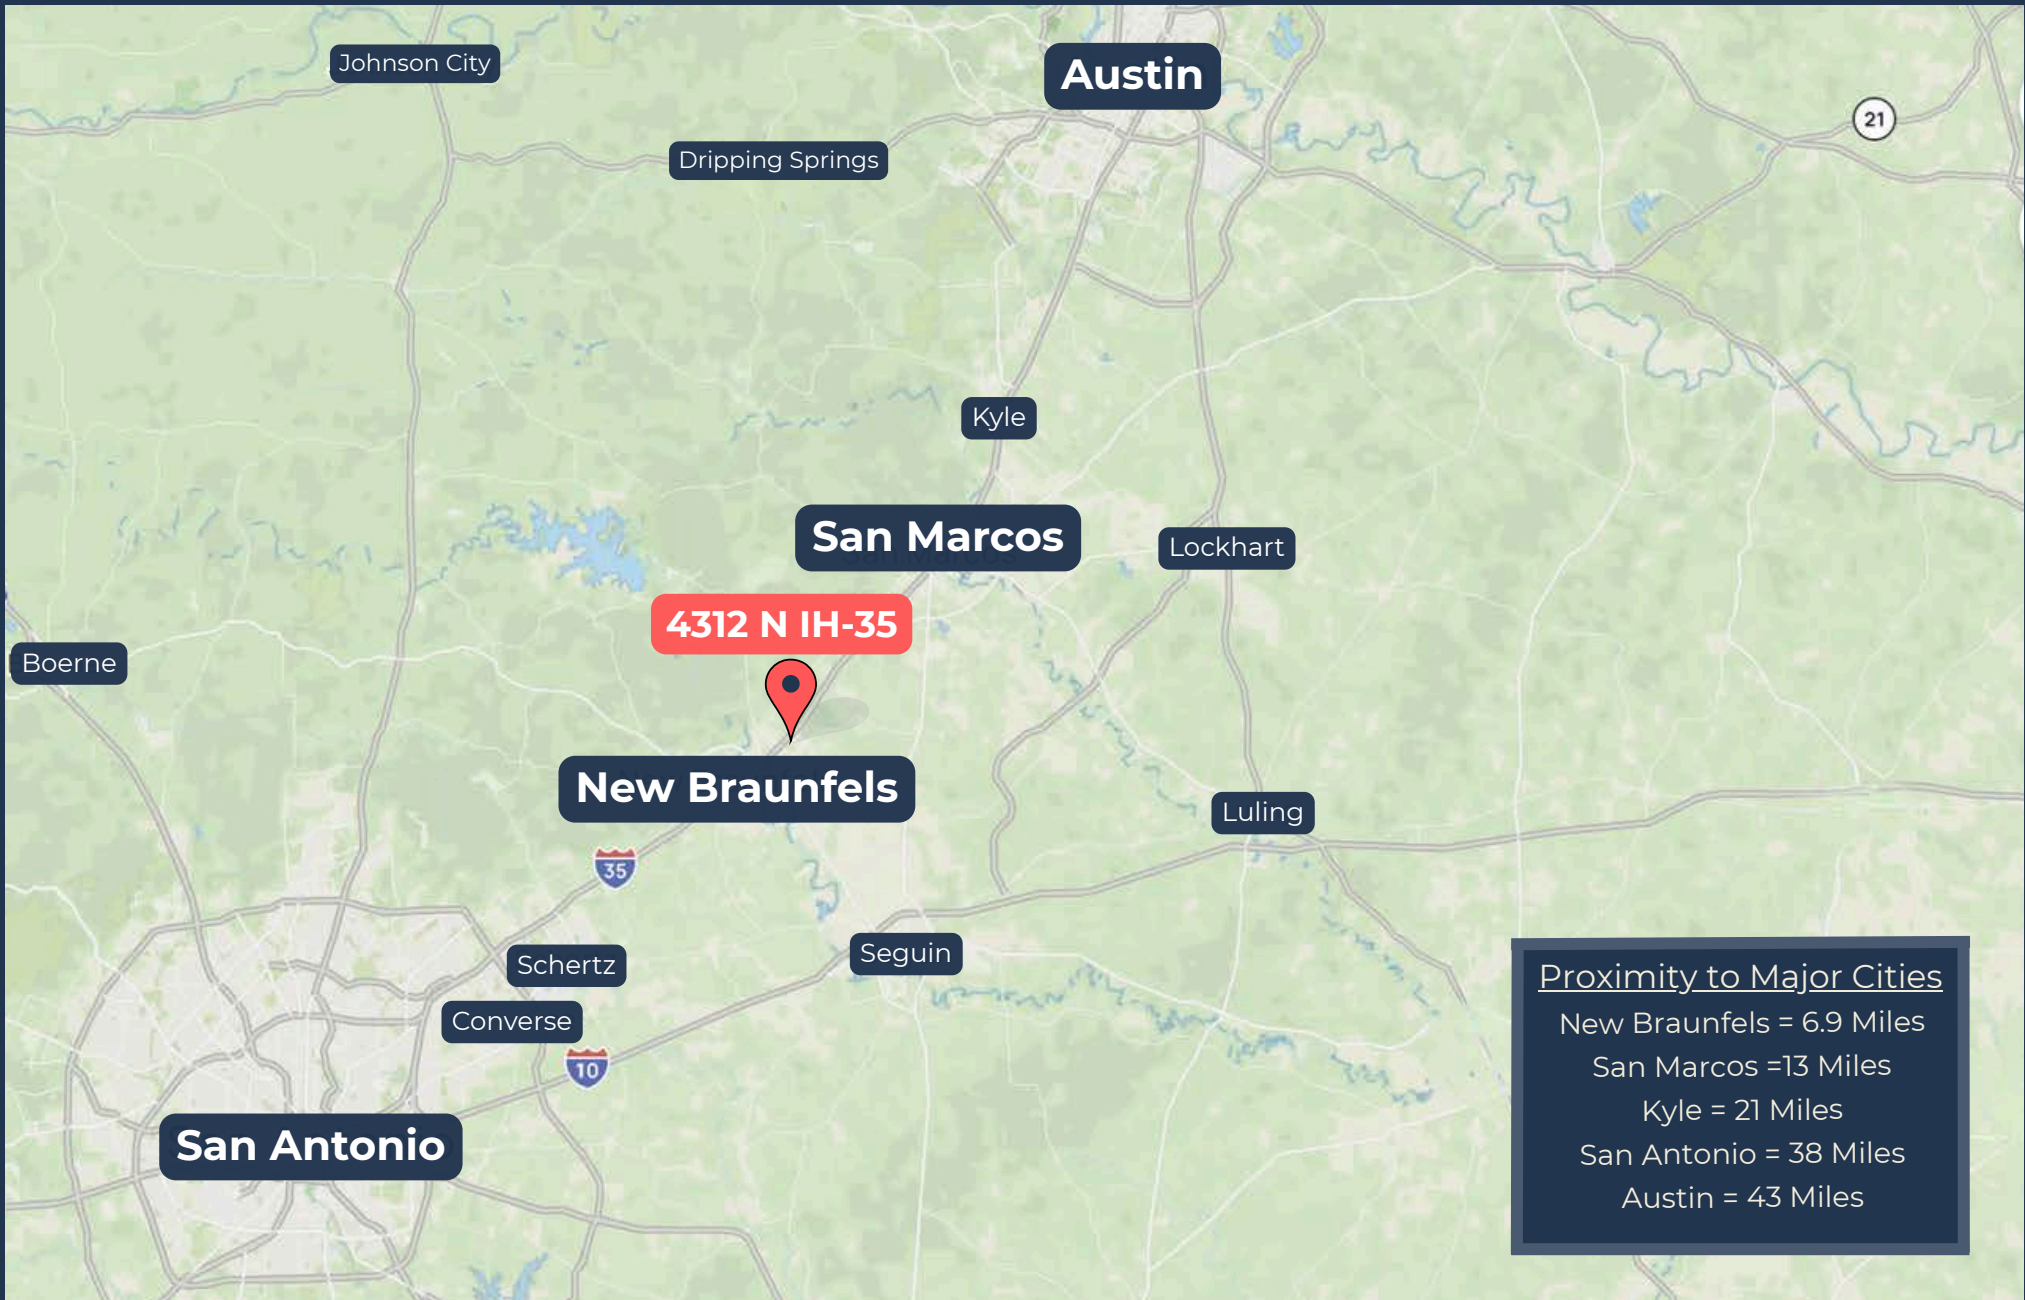 Johnson City
Austin
21
Dripping Springs
Kyle
San Marcos
Lockhart
4312 N IH-35
Boerne
New Braunfels
Luling
35
Seguin
Schertz
Converse
10
San Antonio
Proximity to Major Cities
New Braunfels = 6.9 Miles
San Marcos =13 Miles
Kyle = 21 Miles
San Antonio = 38 Miles
Austin = 43 Miles